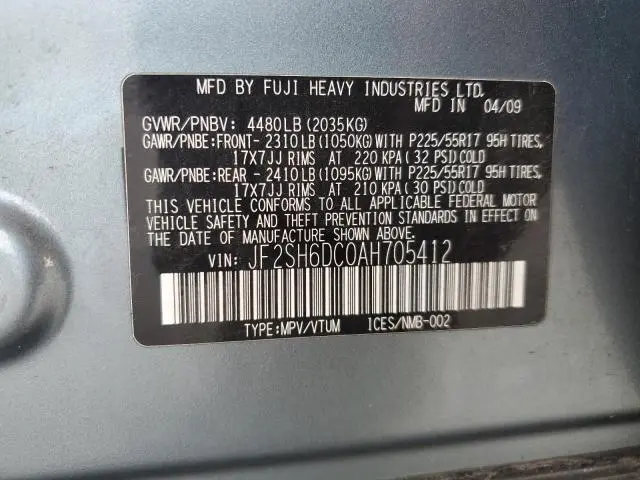 MFD BY FUJI HEAVY INDUSTRIES LTD.
MFD IN 04/09
GVWR/PNBV: 4480LB (2035KG)
GAWR/PNBE:FRONT- 2310LB (1050KG) WITH P225/55R17 95H TIRES,
17X7JJ RIMS AT 220 KPA (32 PSI) COLD
GAWR/PNBE:REAR - 2410LB (1095KG) WITH P225/55R17 95H TIRES,
17X7JJ RIMS AT 210 KPA (30 PSI) COLD
THIS VEHICLE CONFORMS TO ALL APPLICABLE FEDERAL MOTOR
VEHICLE SAFETY AND THEFT PREVENTION STANDARDS IN EFFECT ON
THE DATE OF MANUFACTURE SHOWN ABOVE.
VIN: JF2SH6DC0AH705412
TYPE:MPV/VTUM ICES/NMB-002